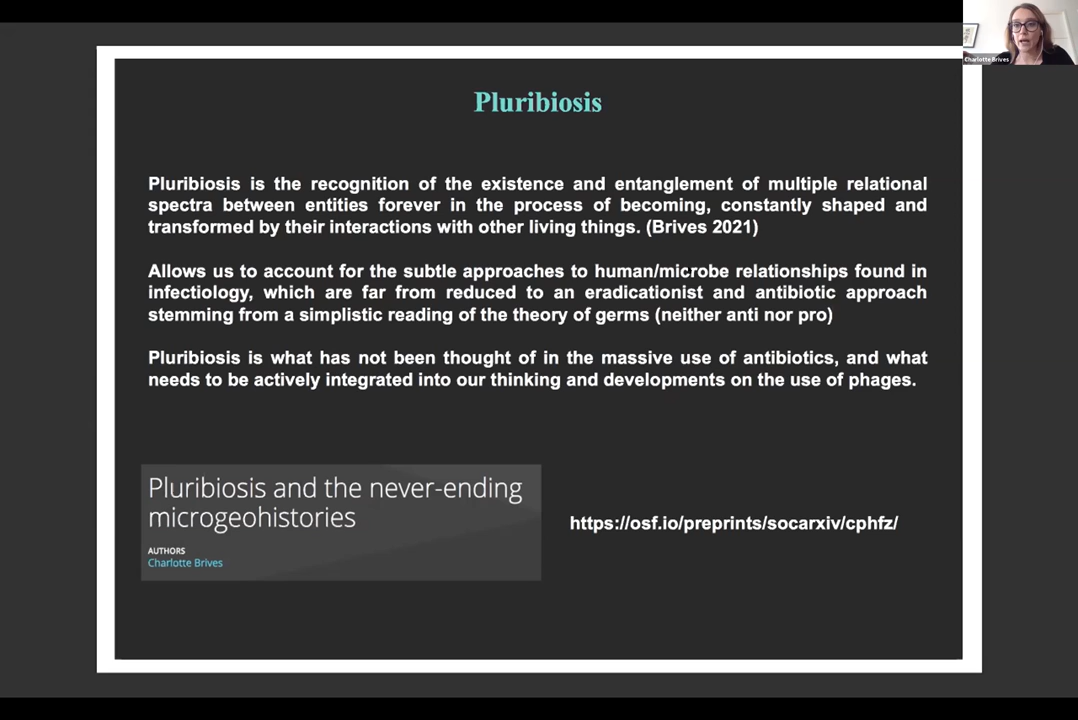 Charlotte Brives
Pluribiosis
Pluribiosis is the recognition of the existence and entanglement of multiple relational
spectra between entities forever in the process of becoming, constantly shaped and
transformed by their interactions with other living things. (Brives 2021)
Allows us to account for the subtle approaches to human/microbe relationships found in
infectiology, which are far from reduced to an eradicationist and antibiotic approach
stemming from a simplistic reading of the theory of germs (neither anti nor pro)
Pluribiosis is what has not been thought of in the massive use of antibiotics, and what
needs to be actively integrated into our thinking and developments on the use of phages.
Pluribiosis and the never-ending
microgeohistories
AUTHORS
Charlotte Brives
https://osf.io/preprints/socarxiv/cphfz/